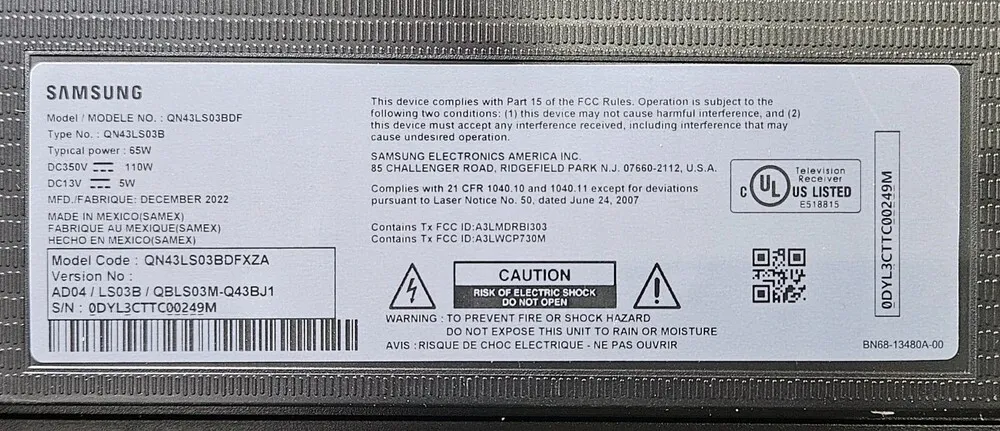 SAMSUNG
Model / MODELE NO. : QN43LS03BDF
Type No. : QN43LS03B
Typical power : 65W
DC350V ⎓ 110W
DC13V ⎓ 5W
MFD./FABRIQUE: DECEMBER 2022
MADE IN MEXICO(SAMEX)
FABRIQUE AU MEXIQUE(SAMEX)
HECHO EN MEXICO(SAMEX)
Model Code : QN43LS03BDFXZA
Version No :
AD04 / LS03B / QBLS03M-Q43BJ1
S/N : 0DYL3CTTC00249M
This device complies with Part 15 of the FCC Rules. Operation is subject to the
following two conditions: (1) this device may not cause harmful interference, and (2)
this device must accept any interference received, including interference that may
cause undesired operation.
SAMSUNG ELECTRONICS AMERICA INC.
85 CHALLENGER ROAD, RIDGEFIELD PARK N.J. 07660-2112, U.S.A.
Complies with 21 CFR 1040.10 and 1040.11 except for deviations
pursuant to Laser Notice No. 50, dated June 24, 2007
Contains Tx FCC ID:A3LMDRBI303
Contains Tx FCC ID:A3LWCP730M
CAUTION
RISK OF ELECTRIC SHOCK
DO NOT OPEN
WARNING : TO PREVENT FIRE OR SHOCK HAZARD
DO NOT EXPOSE THIS UNIT TO RAIN OR MOISTURE
AVIS : RISQUE DE CHOC ELECTRIQUE - NE PAS OUVRIR
C UL US LISTED
Television
Receiver
E518815
0DYL3CTTC00249M
BN68-13480A-00